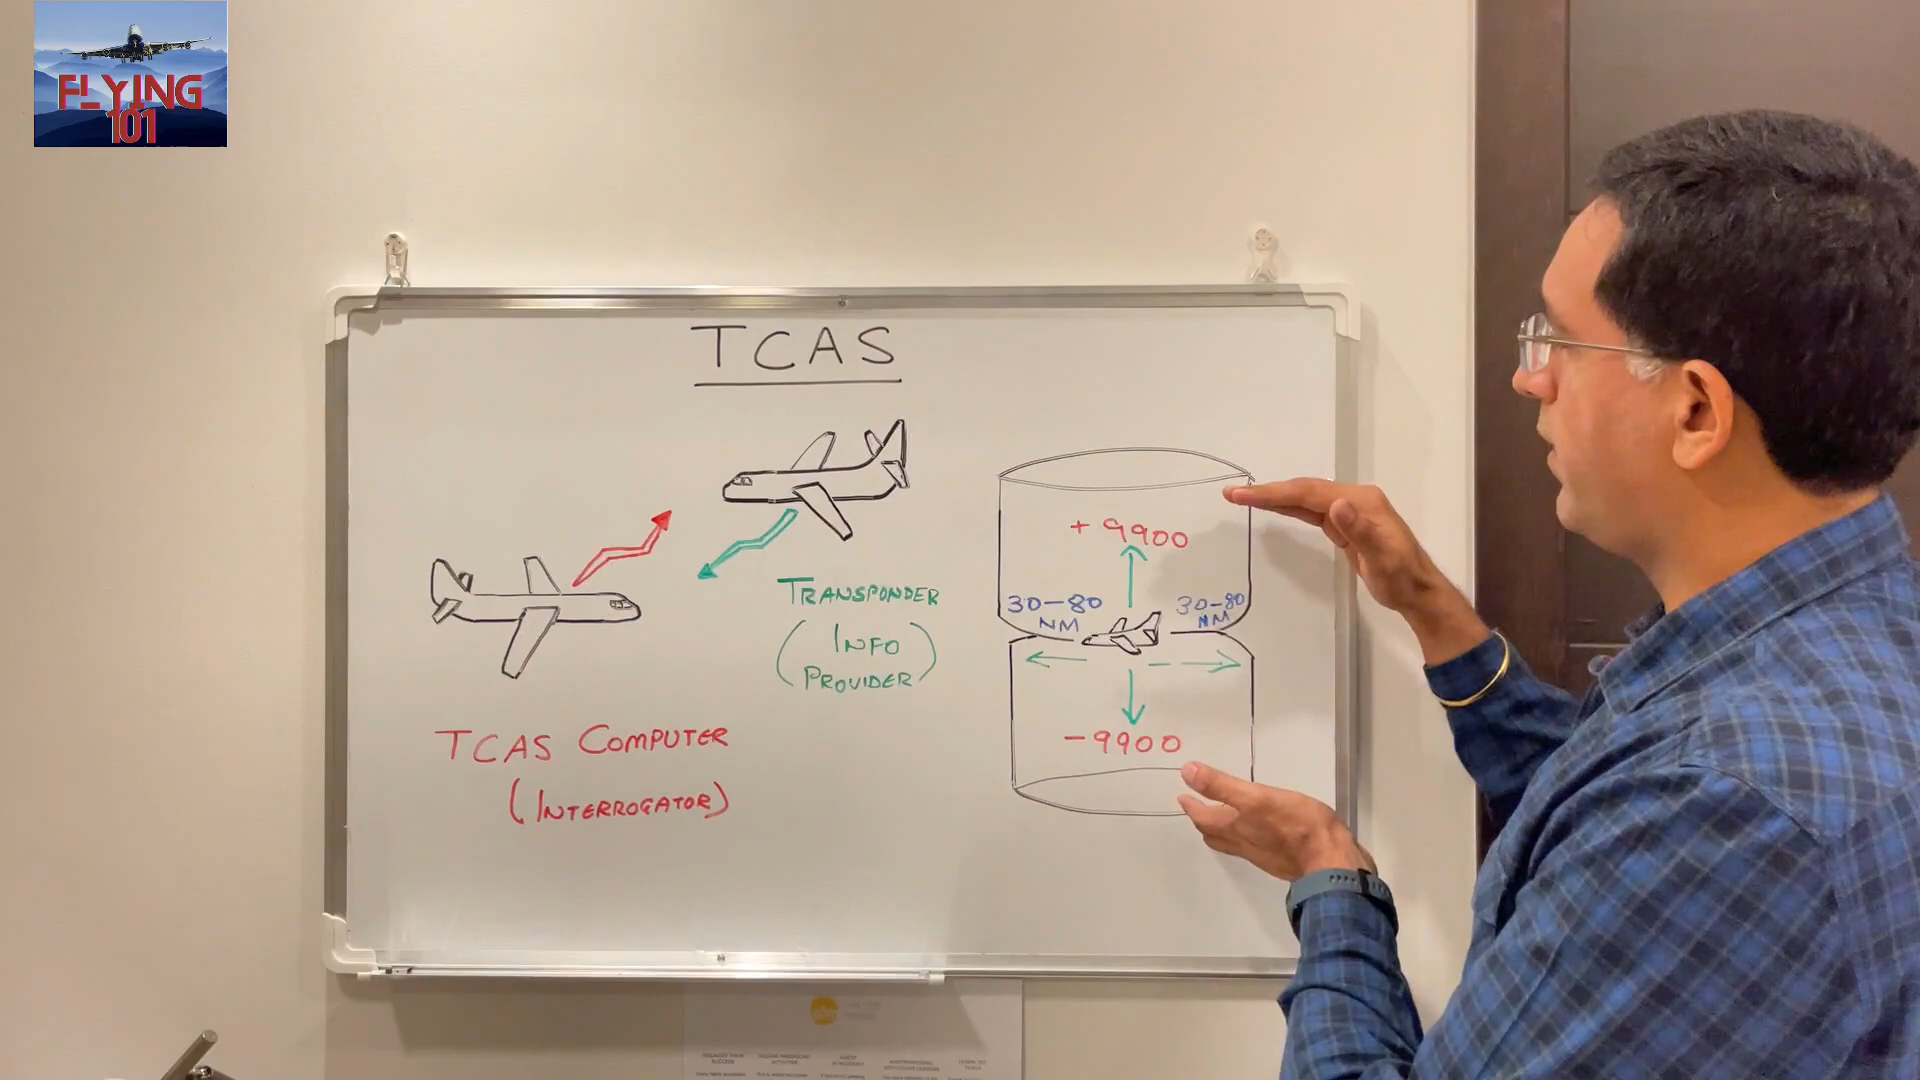 FLYING
101
TCAS
TRANSPONDER
(INFO
PROVIDER)
TCAS COMPUTER
(INTERROGATOR)
+ 9900
30-80
NM
30-80
NM
-9900